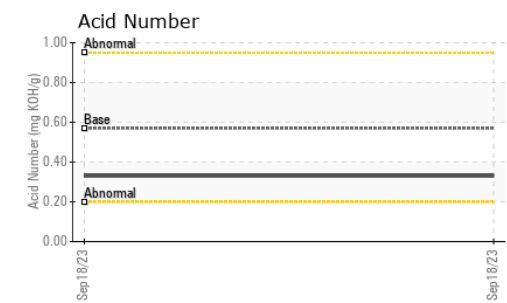 Acid Number
Acid Number (mg KOH/g)
1.00
0.80
0.60
0.40
0.20
0.00
Abnormal
Base
Abnormal
Sep18/23
Sep18/23